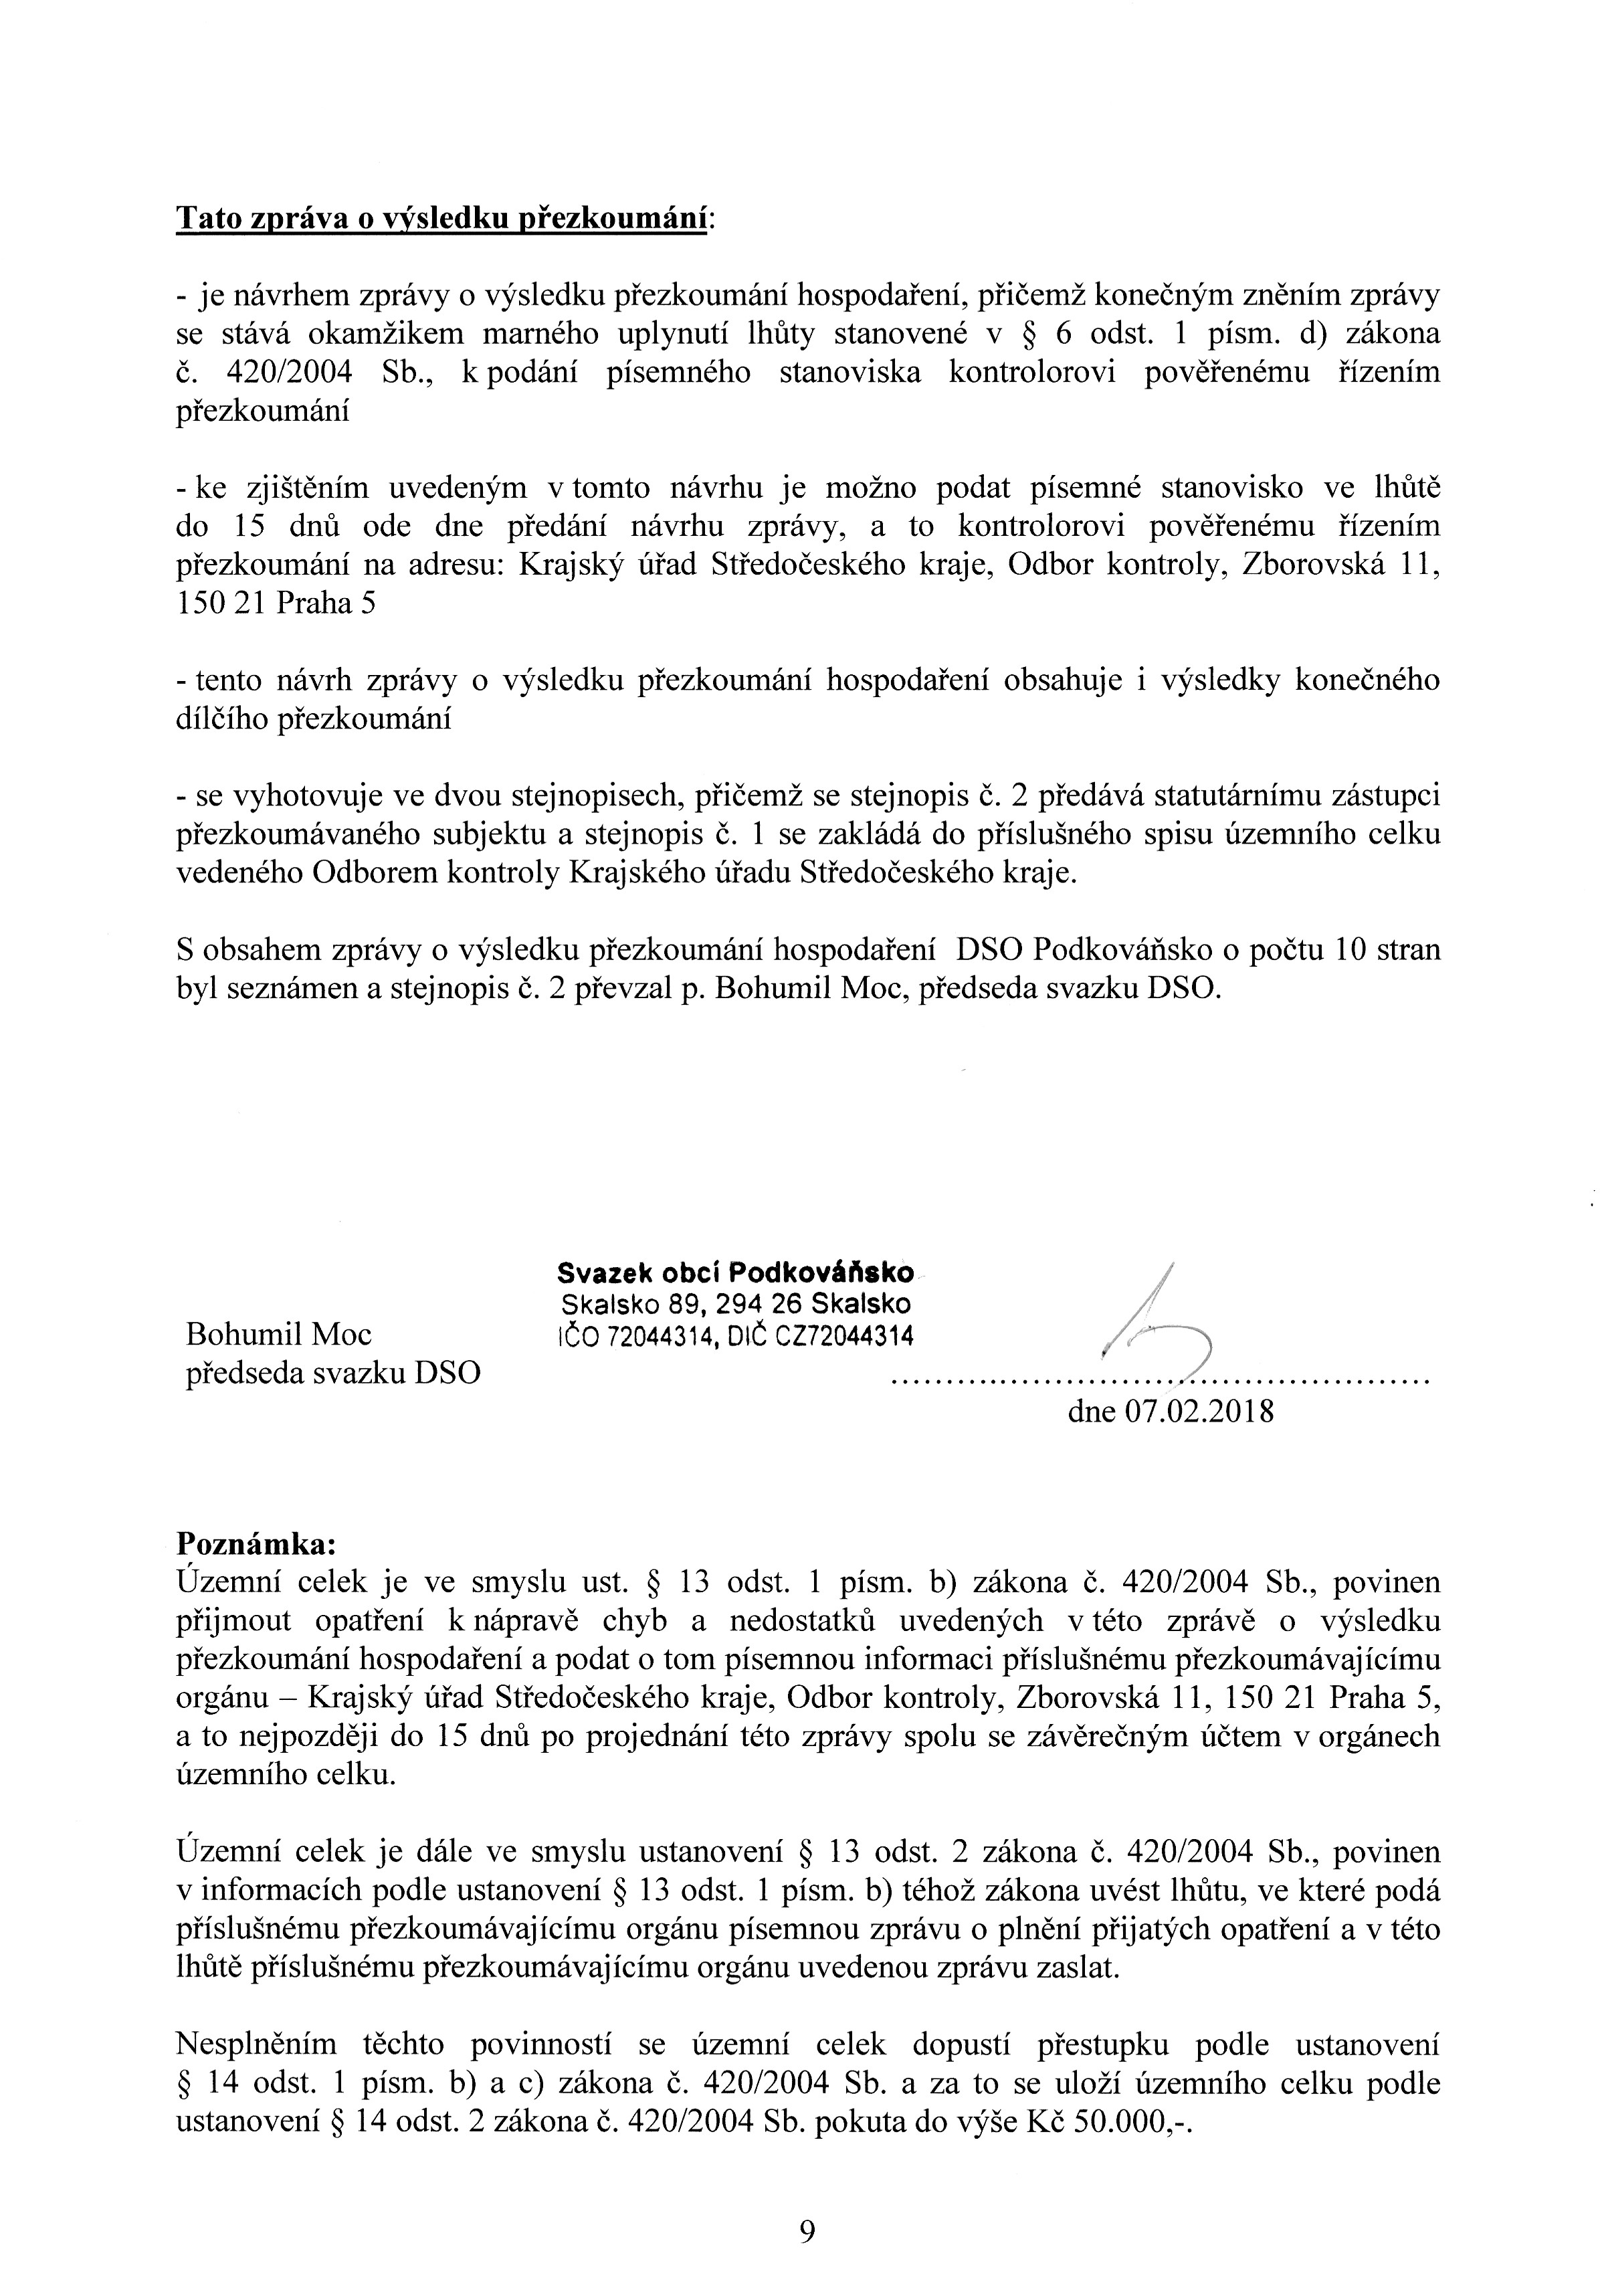 Tato zpráva o výsledku přezkoumání:
- je návrhem zprávy o výsledku přezkoumání hospodaření, přičemž konečným zněním zprávy
se stává okamžikem marného uplynutí lhůty stanovené v § 6 odst. 1 písm. d) zákona
č. 420/2004 Sb., k podání písemného stanoviska kontrolorovi pověřenému řízením
přezkoumání
- ke zjištěním uvedeným v tomto návrhu je možno podat písemné stanovisko ve lhůtě
do 15 dnů ode dne předání návrhu zprávy, a to kontrolorovi pověřenému řízením
přezkoumání na adresu: Krajský úřad Středočeského kraje, Odbor kontroly, Zborovská 11,
150 21 Praha 5
- tento návrh zprávy o výsledku přezkoumání hospodaření obsahuje i výsledky konečného
dílčího přezkoumání
- se vyhotovuje ve dvou stejnopisech, přičemž se stejnopis č. 2 předává statutárnímu zástupci
přezkoumávaného subjektu a stejnopis č. 1 se zakládá do příslušného spisu územního celku
vedeného Odborem kontroly Krajského úřadu Středočeského kraje.
S obsahem zprávy o výsledku přezkoumání hospodaření DSO Podkováňsko o počtu 10 stran
byl seznámen a stejnopis č. 2 převzal p. Bohumil Moc, předseda svazku DSO.
Svazek obcí Podkováňsko
Skalsko 89, 294 26 Skalsko
IČO 72044314, DIČ CZ72044314
Bohumil Moc
předseda svazku DSO
dne 07.02.2018
Poznámka:
Územní celek je ve smyslu ust. § 13 odst. 1 písm. b) zákona č. 420/2004 Sb., povinen
přijmout opatření k nápravě chyb a nedostatků uvedených v této zprávě o výsledku
přezkoumání hospodaření a podat o tom písemnou informaci příslušnému přezkoumávajícímu
orgánu – Krajský úřad Středočeského kraje, Odbor kontroly, Zborovská 11, 150 21 Praha 5,
a to nejpozději do 15 dnů po projednání této zprávy spolu se závěrečným účtem v orgánech
územního celku.
Územní celek je dále ve smyslu ustanovení § 13 odst. 2 zákona č. 420/2004 Sb., povinen
v informacích podle ustanovení § 13 odst. 1 písm. b) téhož zákona uvést lhůtu, ve které podá
příslušnému přezkoumávajícímu orgánu písemnou zprávu o plnění přijatých opatření a v této
lhůtě příslušnému přezkoumávajícímu orgánu uvedenou zprávu zaslat.
Nesplněním těchto povinností se územní celek dopustí přestupku podle ustanovení
§ 14 odst. 1 písm. b) a c) zákona č. 420/2004 Sb. a za to se uloží územního celku podle
ustanovení § 14 odst. 2 zákona č. 420/2004 Sb. pokuta do výše Kč 50.000,-.
9